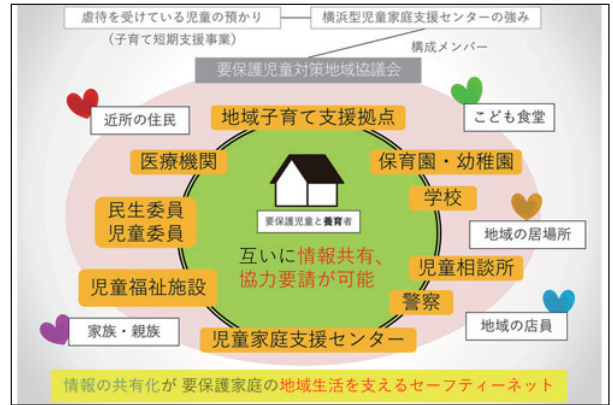 虐待を受けている児童の預かり
横浜型児童家庭支援センターの強み
(子育て短期支援事業)
構成メンバー
要保護児童対策地域協議会
近所の住民
地域子育て支援拠点
こども食堂
医療機関
保育園・幼稚園
学校
民生委員
児童委員
要保護児童と養育者
地域の居場所
互いに情報共有、
協力要請が可能
児童相談所
児童福祉施設
警察
家族・親族
児童家庭支援センター
地域の店員
情報の共有化が 要保護家庭の地域生活を支えるセーフティーネット